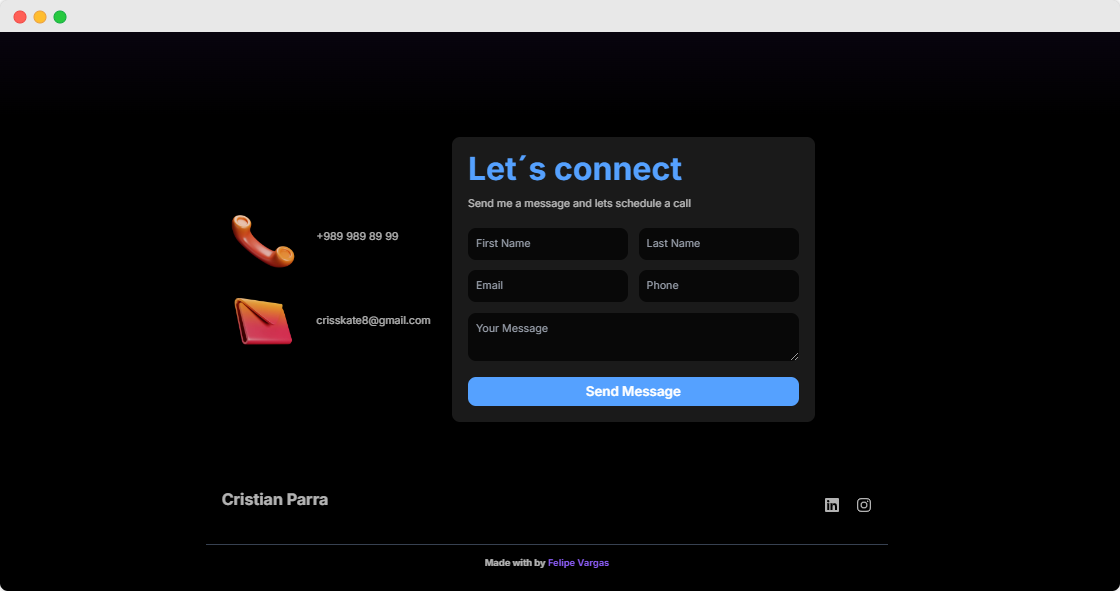 Let´s connect
Send me a message and lets schedule a call
+989 989 89 99
crisskate8@gmail.com
First Name
Last Name
Email
Phone
Your Message
Send Message
Cristian Parra
in
Made with by Felipe Vargas